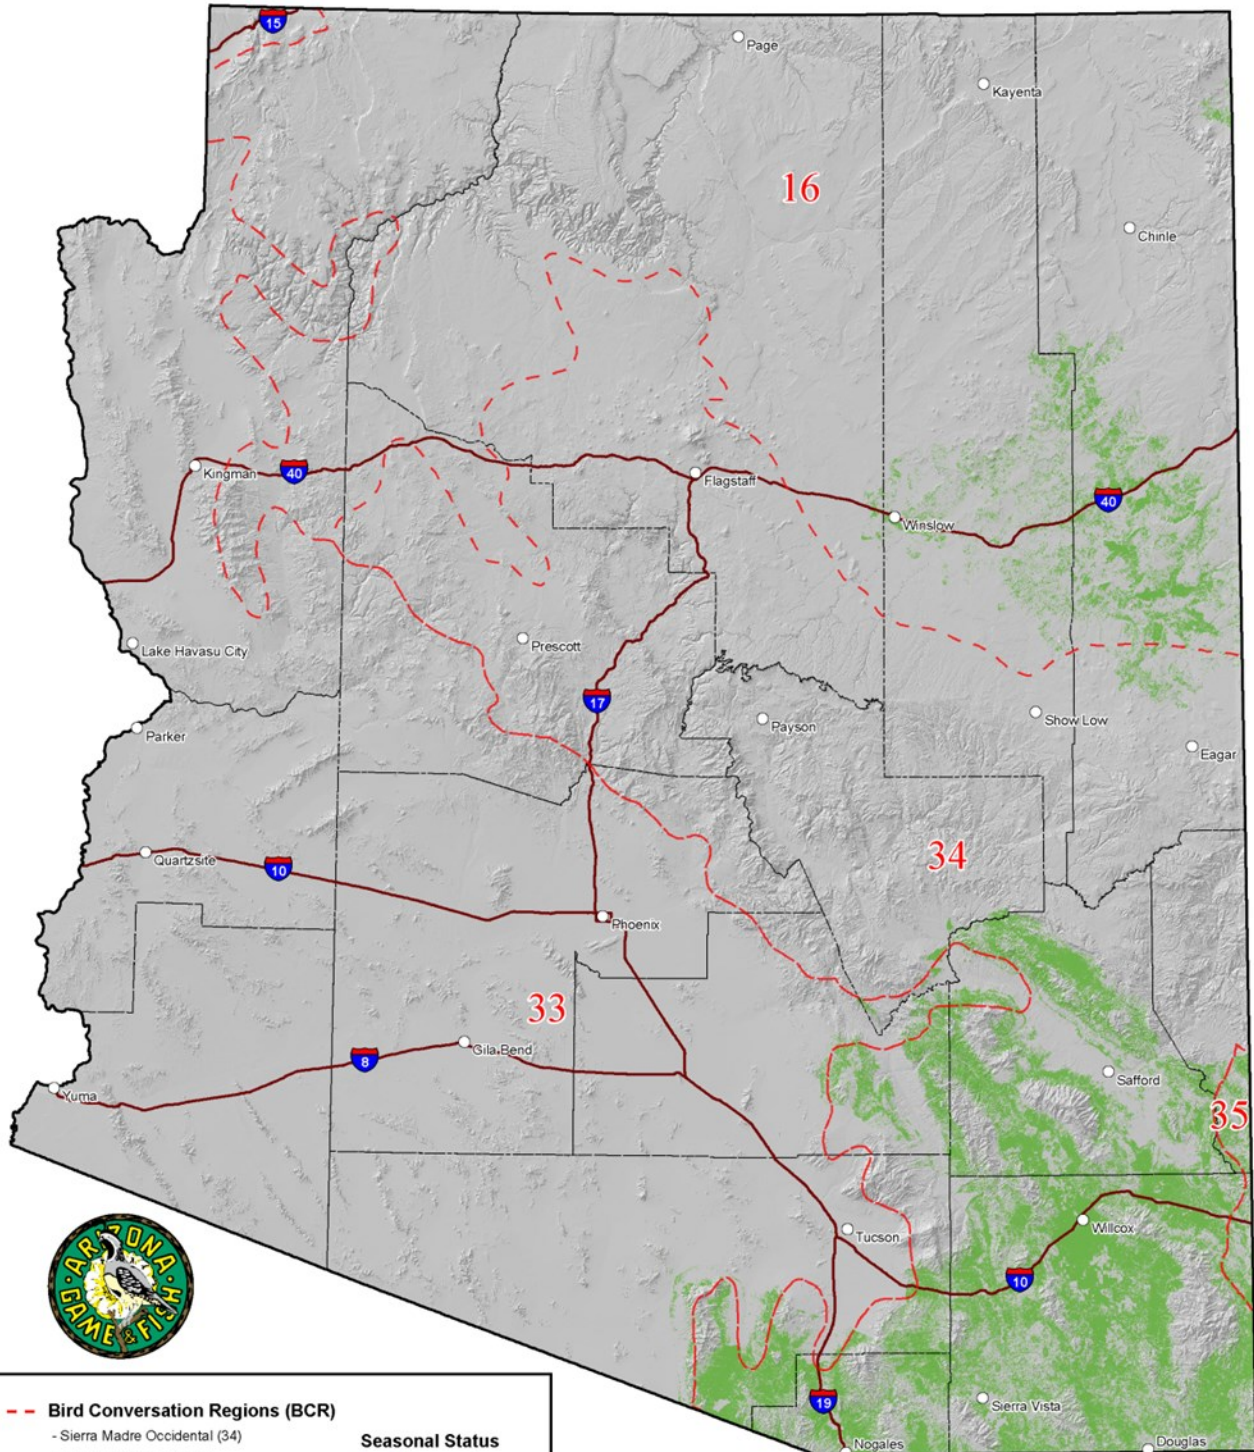 15
Page
Kayenta
16
Chinle
Kingman
40
Flagstaff
40
Winslow
Lake Havasu City
Prescott
17
Payson
Show Low
Parker
Eagar
Quartzsite
10
34
Phoenix
33
Gila Bend
8
Safford
Yuma
35
Willcox
Tucson
10
ARIZONA
GAME & FISH
Bird Conversation Regions (BCR)
- Sierra Madre Occidental (34)
Seasonal Status
19
Sierra Vista
Nogales
Douglas